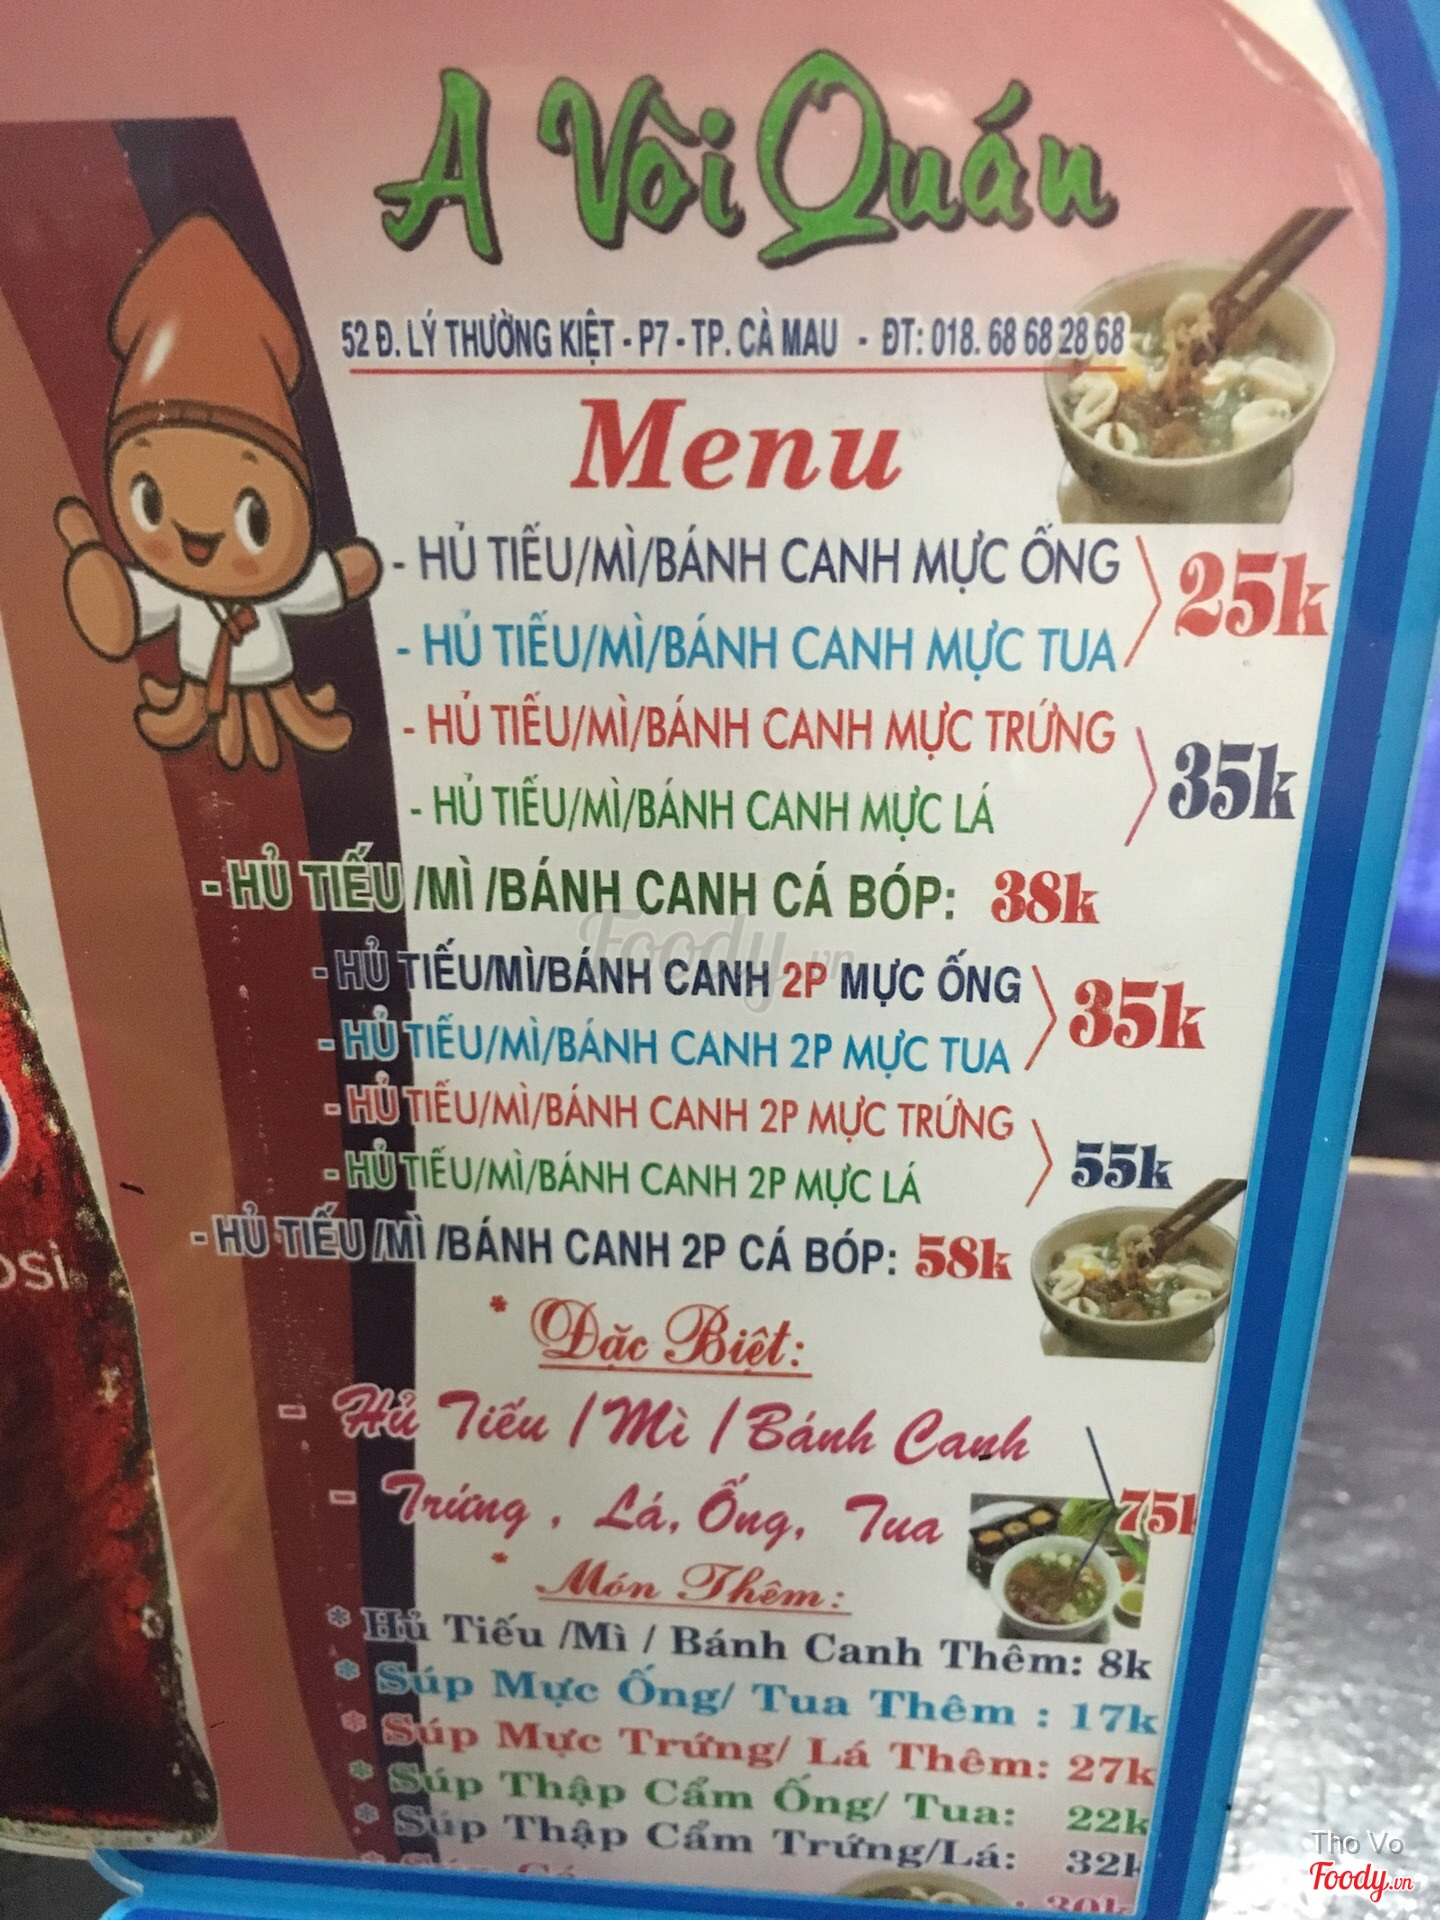 A Vôi Quán
52 Đ. LÝ THƯỜNG KIỆT - P7 - TP. CÀ MAU - ĐT: 018. 68 68 28 68
Menu
- HỦ TIẾU/MÌ/BÁNH CANH MỰC ỐNG
25k
- HỦ TIẾU/MÌ/BÁNH CANH MỰC TUA
- HỦ TIẾU/MÌ/BÁNH CANH MỰC TRỨNG
35k
- HỦ TIẾU/MÌ/BÁNH CANH MỰC LÁ
- HỦ TIẾU /MÌ /BÁNH CANH CÁ BÓP: 38k
- HỦ TIẾU/MÌ/BÁNH CANH 2P MỰC ỐNG
35k
- HỦ TIẾU/MÌ/BÁNH CANH 2P MỰC TUA
- HỦ TIẾU/MÌ/BÁNH CANH 2P MỰC TRỨNG
55k
- HỦ TIẾU/MÌ/BÁNH CANH 2P MỰC LÁ
- HỦ TIẾU /MÌ /BÁNH CANH 2P CÁ BÓP: 58k
* Đặc Biệt:
- Hủ Tiếu / Mì / Bánh Canh
75k
- Trứng , Lá, Ống, Tua
* Món Thêm:
* Hủ Tiếu /Mì / Bánh Canh Thêm: 8k
* Súp Mực Ống/ Tua Thêm : 17k
* Súp Mực Trứng/ Lá Thêm: 27k
* Súp Thập Cẩm Ống/ Tua: 22k
* Súp Thập Cẩm Trứng/Lá: 32k
: 30k
Foody.vn
Tho Vo
Foody.vn